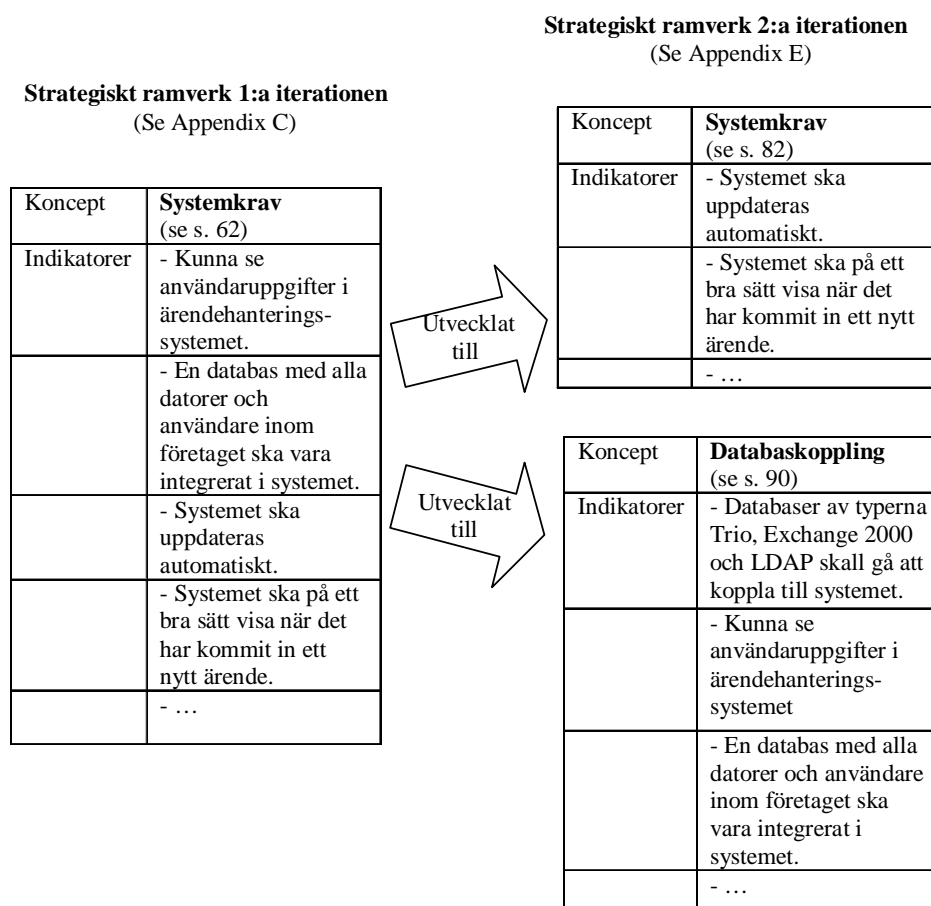 Strategiskt ramverk 1:a iterationen
(Se Appendix C)
Koncept
Systemkrav
(se s. 62)
Indikatorer
- Kunna se
användaruppgifter i
ärendehanterings-
systemet.
- En databas med alla
datorer och
användare inom
företaget ska vara
integrerat i systemet.
- Systemet ska
uppdateras
automatiskt.
- Systemet ska på ett
bra sätt visa när det
har kommit in ett
nytt ärende.
- …
Utvecklat
till
Utvecklat
till
Strategiskt ramverk 2:a iterationen
(Se Appendix E)
Koncept
Systemkrav
(se s. 82)
Indikatorer
- Systemet ska
uppdateras
automatiskt.
- Systemet ska på ett
bra sätt visa när det
har kommit in ett nytt
ärende.
- …
Koncept
Databaskoppling
(se s. 90)
Indikatorer
- Databaser av typerna
Trio, Exchange 2000
och LDAP skall gå att
koppla till systemet.
- Kunna se
användaruppgifter i
ärendehanterings-
systemet
- En databas med alla
datorer och användare
inom företaget ska
vara integrerat i
systemet.
- …